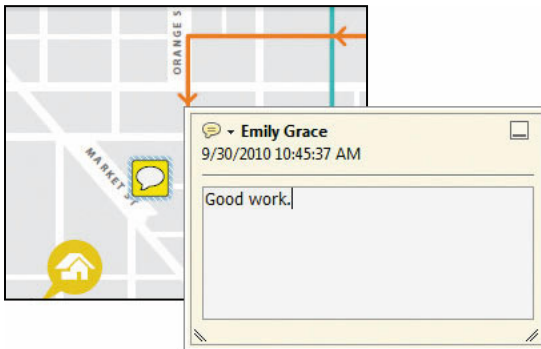 ORANGE S
MARKET ST
Emily Grace
9/30/2010 10:45:37 AM
Good work.